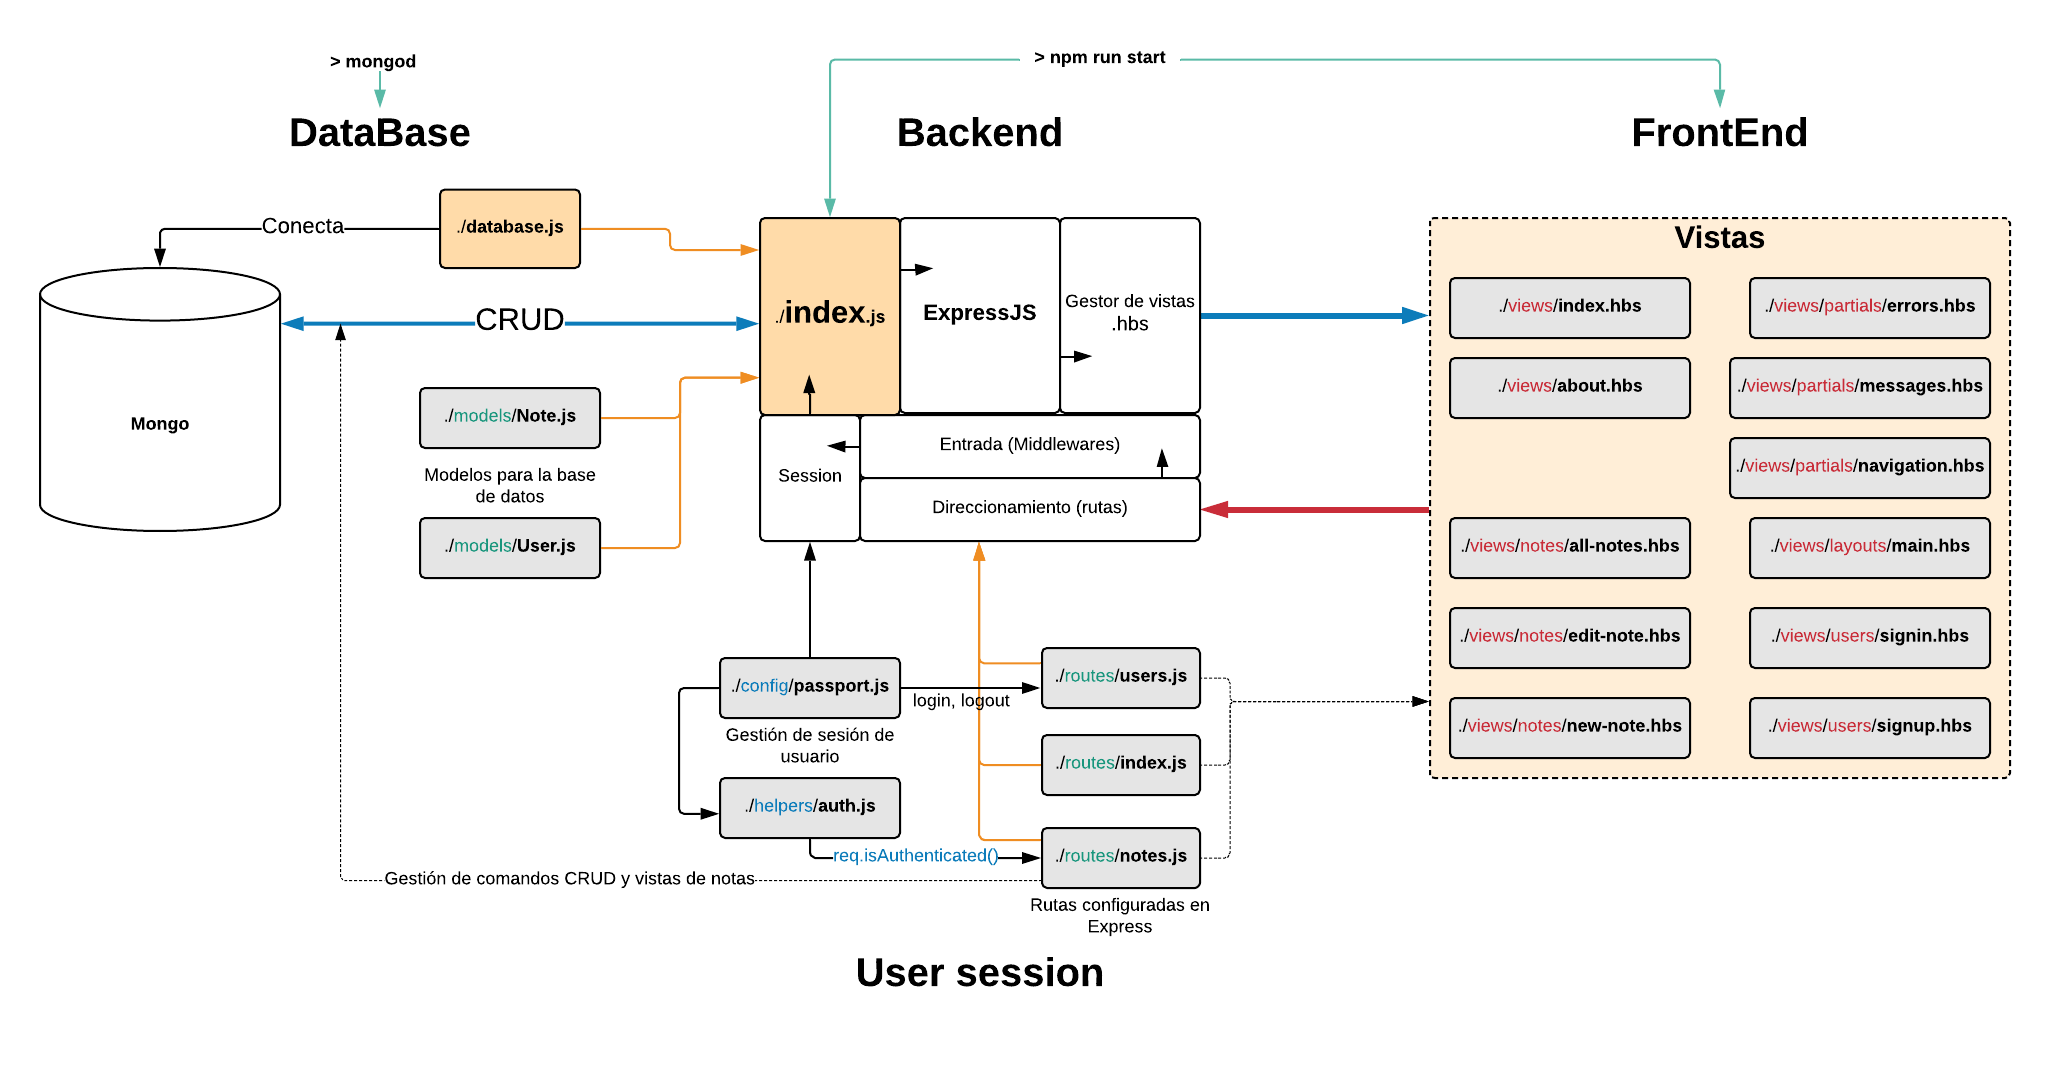 > mongod
> npm run start
DataBase
Backend
FrontEnd
Conecta
./database.js
Vistas
CRUD
./index.js
ExpressJS
Gestor de vistas
.hbs
./views/index.hbs
./views/partials/errors.hbs
./views/about.hbs
./views/partials/messages.hbs
Mongo
./models/Note.js
Modelos para la base
de datos
./models/User.js
Session
Entrada (Middlewares)
Direccionamiento (rutas)
./views/partials/navigation.hbs
./views/notes/all-notes.hbs
./views/layouts/main.hbs
./views/notes/edit-note.hbs
./views/users/signin.hbs
./views/notes/new-note.hbs
./views/users/signup.hbs
./config/passport.js
login, logout
./routes/users.js
Gestión de sesión de
usuario
./routes/index.js
./helpers/auth.js
req.isAuthenticated()
./routes/notes.js
Gestión de comandos CRUD y vistas de notas
Rutas configuradas en
Express
User session